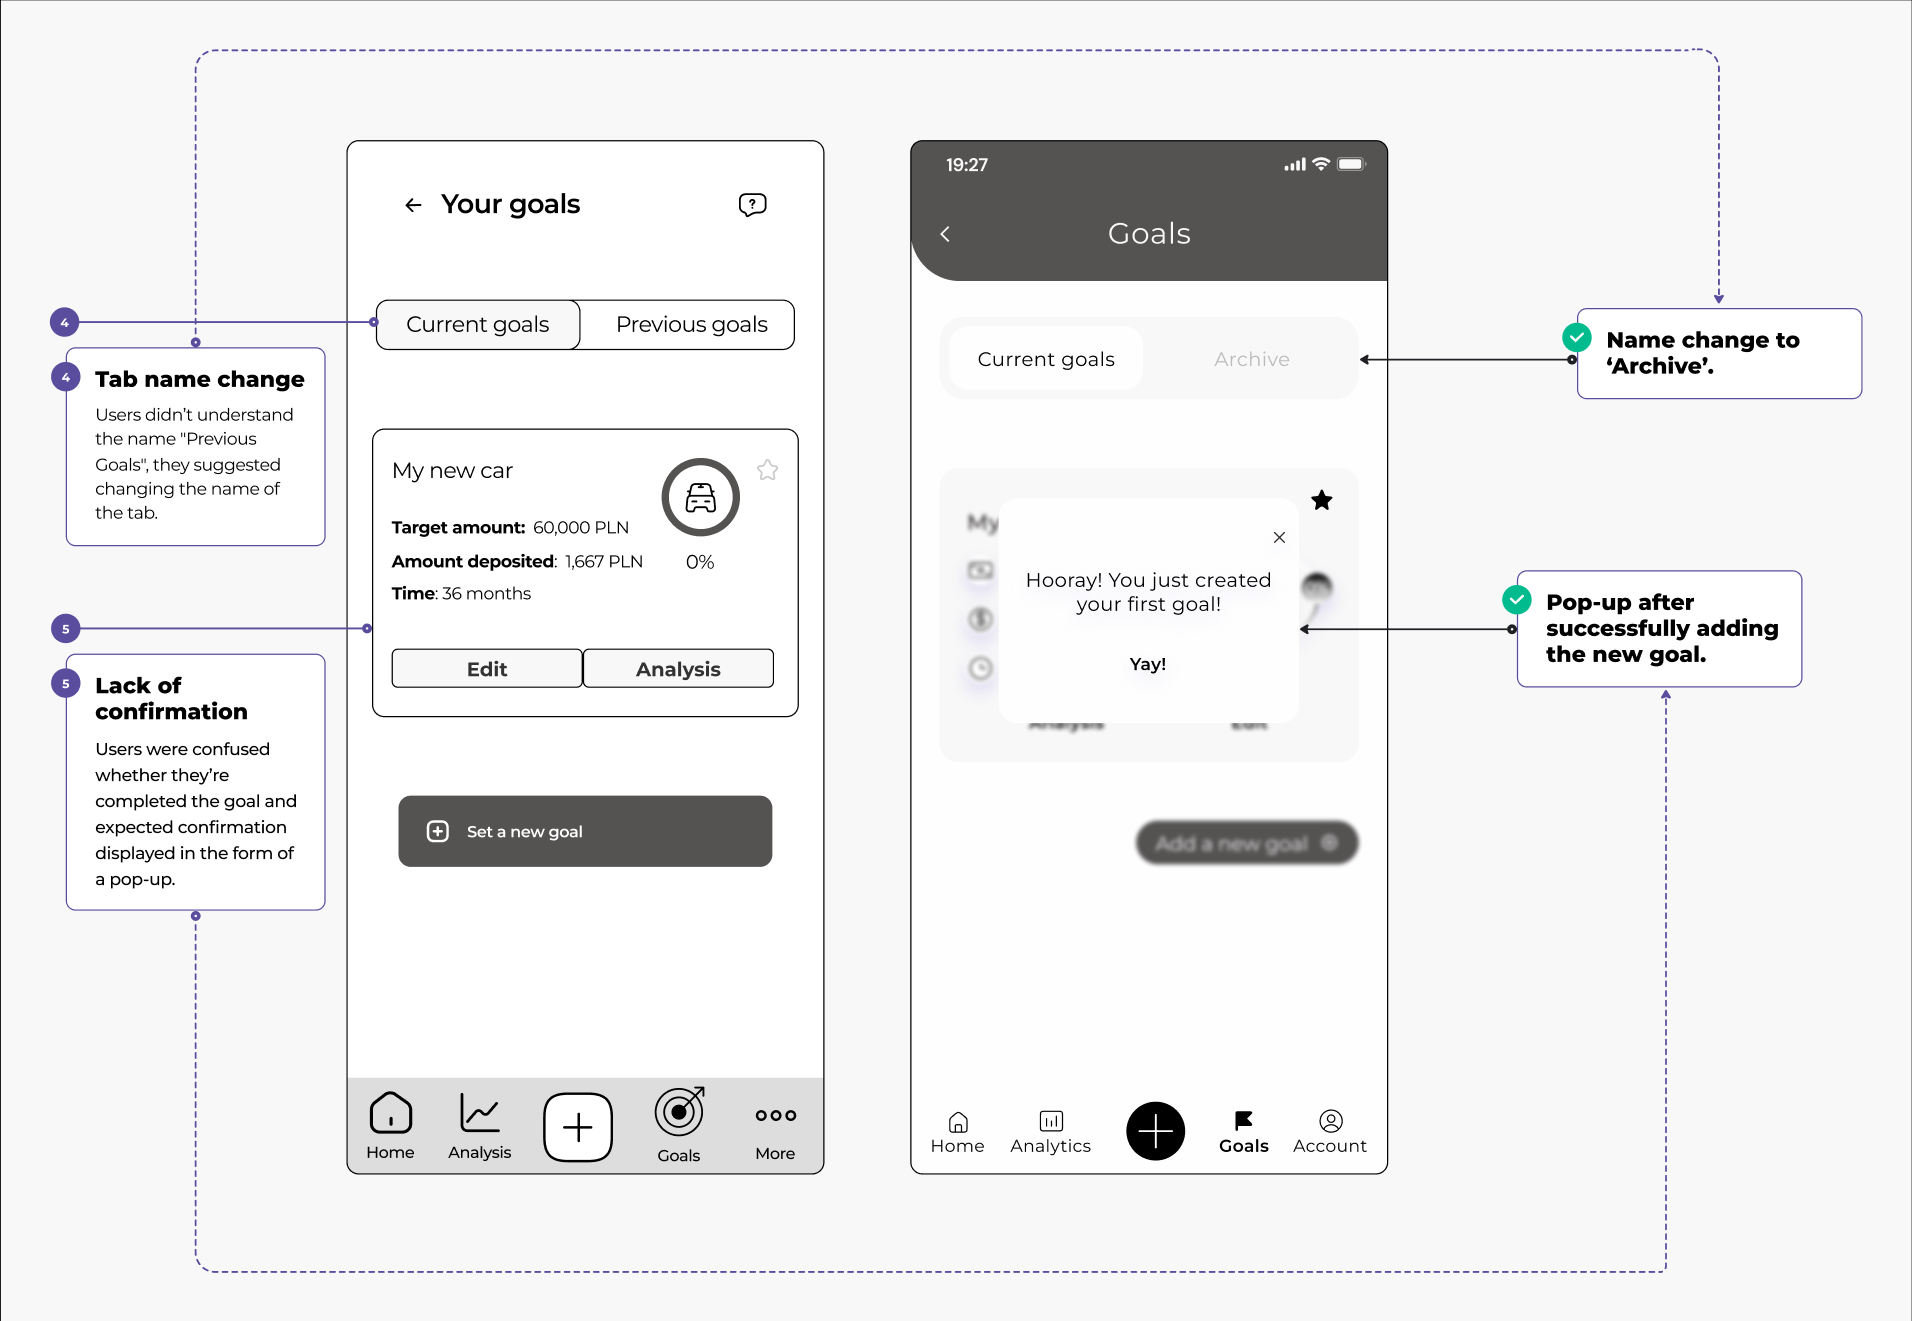 4
4
Tab name change
Users didn’t understand
the name "Previous
Goals", they suggested
changing the name of
the tab.
5
5
Lack of
confirmation
Users were confused
whether they’re
completed the goal and
expected confirmation
displayed in the form of
a pop-up.
Your goals
?
Current goals
Previous goals
My new car
Target amount: 60,000 PLN
Amount deposited: 1,667 PLN
Time: 36 months
0%
Edit
Analysis
Set a new goal
Home
Analysis
Goals
More
19:27
Goals
Current goals
Archive
My
Hooray! You just created
your first goal!
Yay!
Analysis
Edit
Add a new goal
Home
Analytics
Goals
Account
Name change to
‘Archive’.
Pop-up after
successfully adding
the new goal.